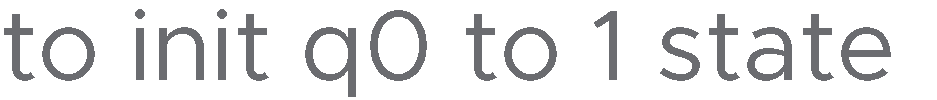 to init q0 to 1 state